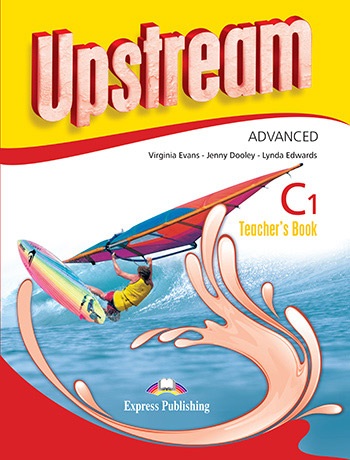 Upstream
ADVANCED
Virginia Evans - Jenny Dooley - Lynda Edwards
C1
Teacher's Book
Express Publishing